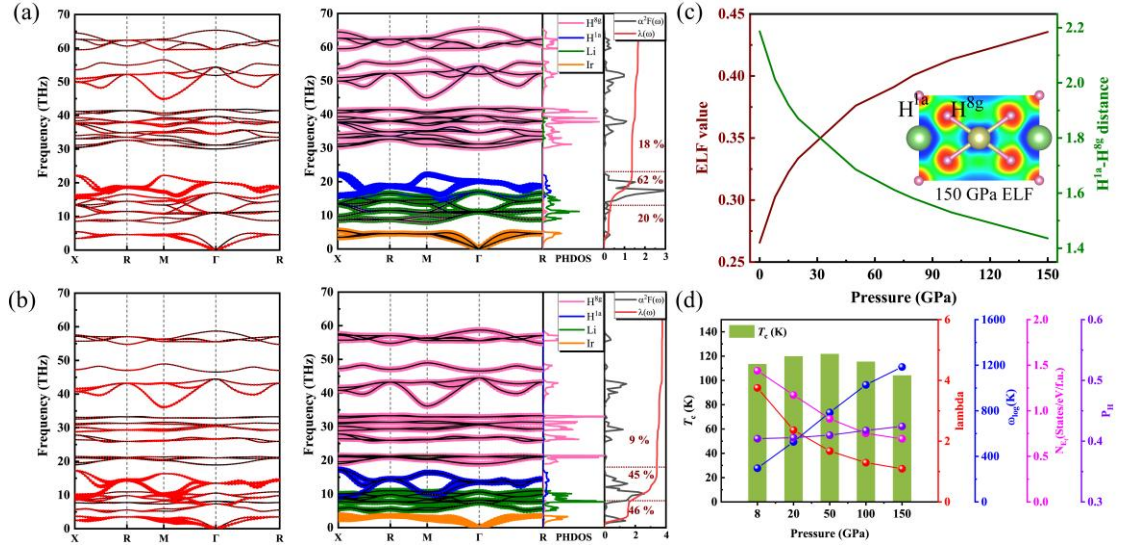 (a)
Frequency (THz)
70
60
50
40
30
20
10
0
X R M Γ R
Frequency (THz)
70
60
50
40
30
20
10
0
X R M Γ R PHDOS 0 1 2 3
H8g
H1a
Li
Ir
α²F(ω)
λ(ω)
18 %
62 %
20 %
(b)
Frequency (THz)
70
60
50
40
30
20
10
0
X R M Γ R
Frequency (THz)
70
60
50
40
30
20
10
0
X R M Γ R PHDOS 0 2 4
H8g
H1a
Li
Ir
α²F(ω)
λ(ω)
9 %
45 %
46 %
(c)
ELF value
0.45
0.40
0.35
0.30
0.25
0 30 60 90 120 150
Pressure (GPa)
2.2
2.0
1.8
1.6
1.4
H1a-H8g distance
H1a
H8g
150 GPa ELF
(d)
Tc (K)
140
120
100
80
60
40
20
0
Tc (K)
8 20 50 100 150
Pressure (GPa)
6
4
2
0
lambda
1600
1200
800
400
0
ωlog(K)
2.0
1.5
1.0
0.5
0.0
NEf(States/eV/f.u.)
0.6
0.5
0.4
0.3
PH